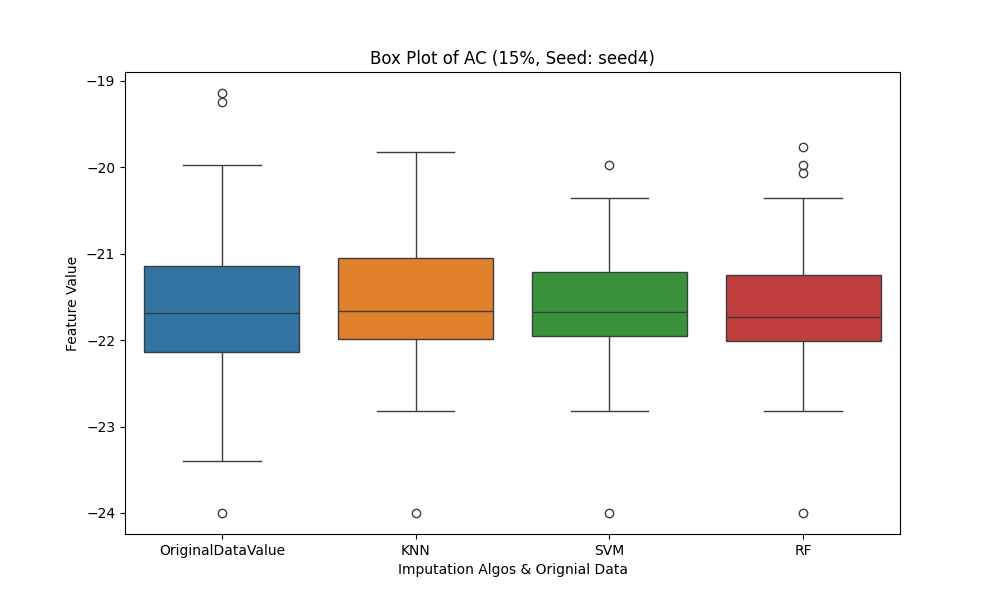 Box Plot of AC (15%, Seed: seed4)
Feature Value
−19
−20
−21
−22
−23
−24
OriginalDataValue
KNN
SVM
RF
Imputation Algos & Orignial Data